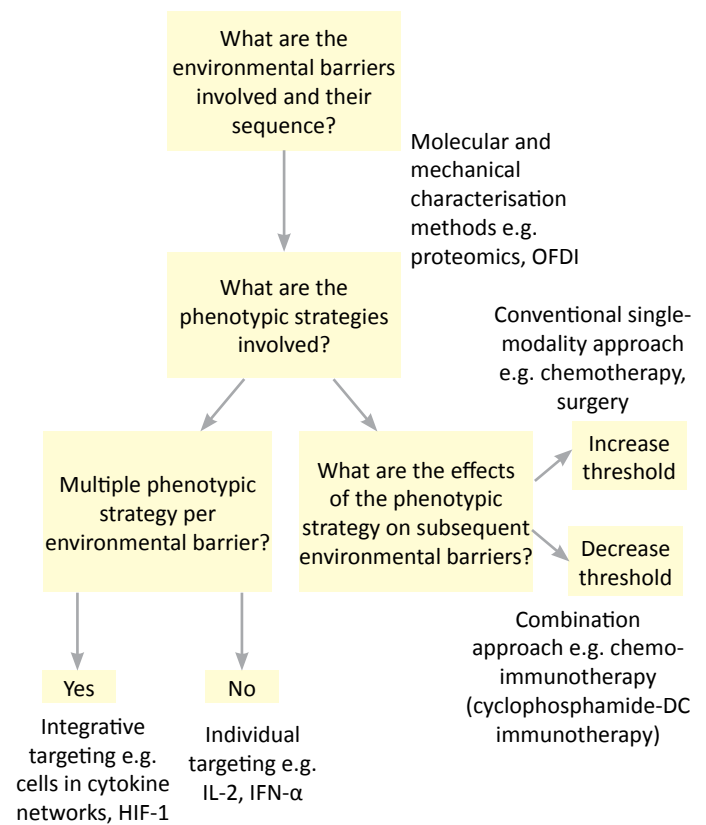 What are the
environmental barriers
involved and their
sequence?
Molecular and
mechanical
characterisation
methods e.g.
proteomics, OFDI
What are the
phenotypic strategies
involved?
Conventional single-
modality approach
e.g. chemotherapy,
surgery
Multiple phenotypic
strategy per
environmental barrier?
What are the effects
of the phenotypic
strategy on subsequent
environmental barriers?
Increase
threshold
Decrease
threshold
Combination
approach e.g. chemo-
immunotherapy
(cyclophosphamide-DC
immunotherapy)
Yes
Integrative
targeting e.g.
cells in cytokine
networks, HIF-1
No
Individual
targeting e.g.
IL-2, IFN-α